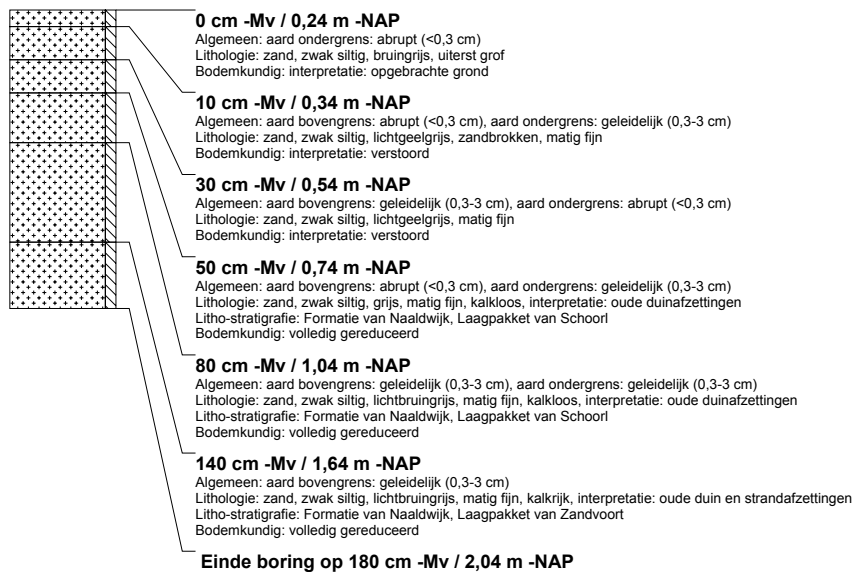 0 cm -Mv / 0,24 m -NAP
Algemeen: aard ondergrens: abrupt (<0,3 cm)
Lithologie: zand, zwak siltig, bruingrijs, uiterst grof
Bodemkundig: interpretatie: opgebrachte grond
10 cm -Mv / 0,34 m -NAP
Algemeen: aard bovengrens: abrupt (<0,3 cm), aard ondergrens: geleidelijk (0,3-3 cm)
Lithologie: zand, zwak siltig, lichtgeelgrijs, zandbrokken, matig fijn
Bodemkundig: interpretatie: verstoord
30 cm -Mv / 0,54 m -NAP
Algemeen: aard bovengrens: geleidelijk (0,3-3 cm), aard ondergrens: abrupt (<0,3 cm)
Lithologie: zand, zwak siltig, lichtgeelgrijs, matig fijn
Bodemkundig: interpretatie: verstoord
50 cm -Mv / 0,74 m -NAP
Algemeen: aard bovengrens: abrupt (<0,3 cm), aard ondergrens: geleidelijk (0,3-3 cm)
Lithologie: zand, zwak siltig, grijs, matig fijn, kalkloos, interpretatie: oude duinafzettingen
Litho-stratigrafie: Formatie van Naaldwijk, Laagpakket van Schoorl
Bodemkundig: volledig gereduceerd
80 cm -Mv / 1,04 m -NAP
Algemeen: aard bovengrens: geleidelijk (0,3-3 cm), aard ondergrens: geleidelijk (0,3-3 cm)
Lithologie: zand, zwak siltig, lichtbruingrijs, matig fijn, kalkloos, interpretatie: oude duinafzettingen
Litho-stratigrafie: Formatie van Naaldwijk, Laagpakket van Schoorl
Bodemkundig: volledig gereduceerd
140 cm -Mv / 1,64 m -NAP
Algemeen: aard bovengrens: geleidelijk (0,3-3 cm)
Lithologie: zand, zwak siltig, lichtbruingrijs, matig fijn, kalkrijk, interpretatie: oude duin en strandafzettingen
Litho-stratigrafie: Formatie van Naaldwijk, Laagpakket van Zandvoort
Bodemkundig: volledig gereduceerd
Einde boring op 180 cm -Mv / 2,04 m -NAP